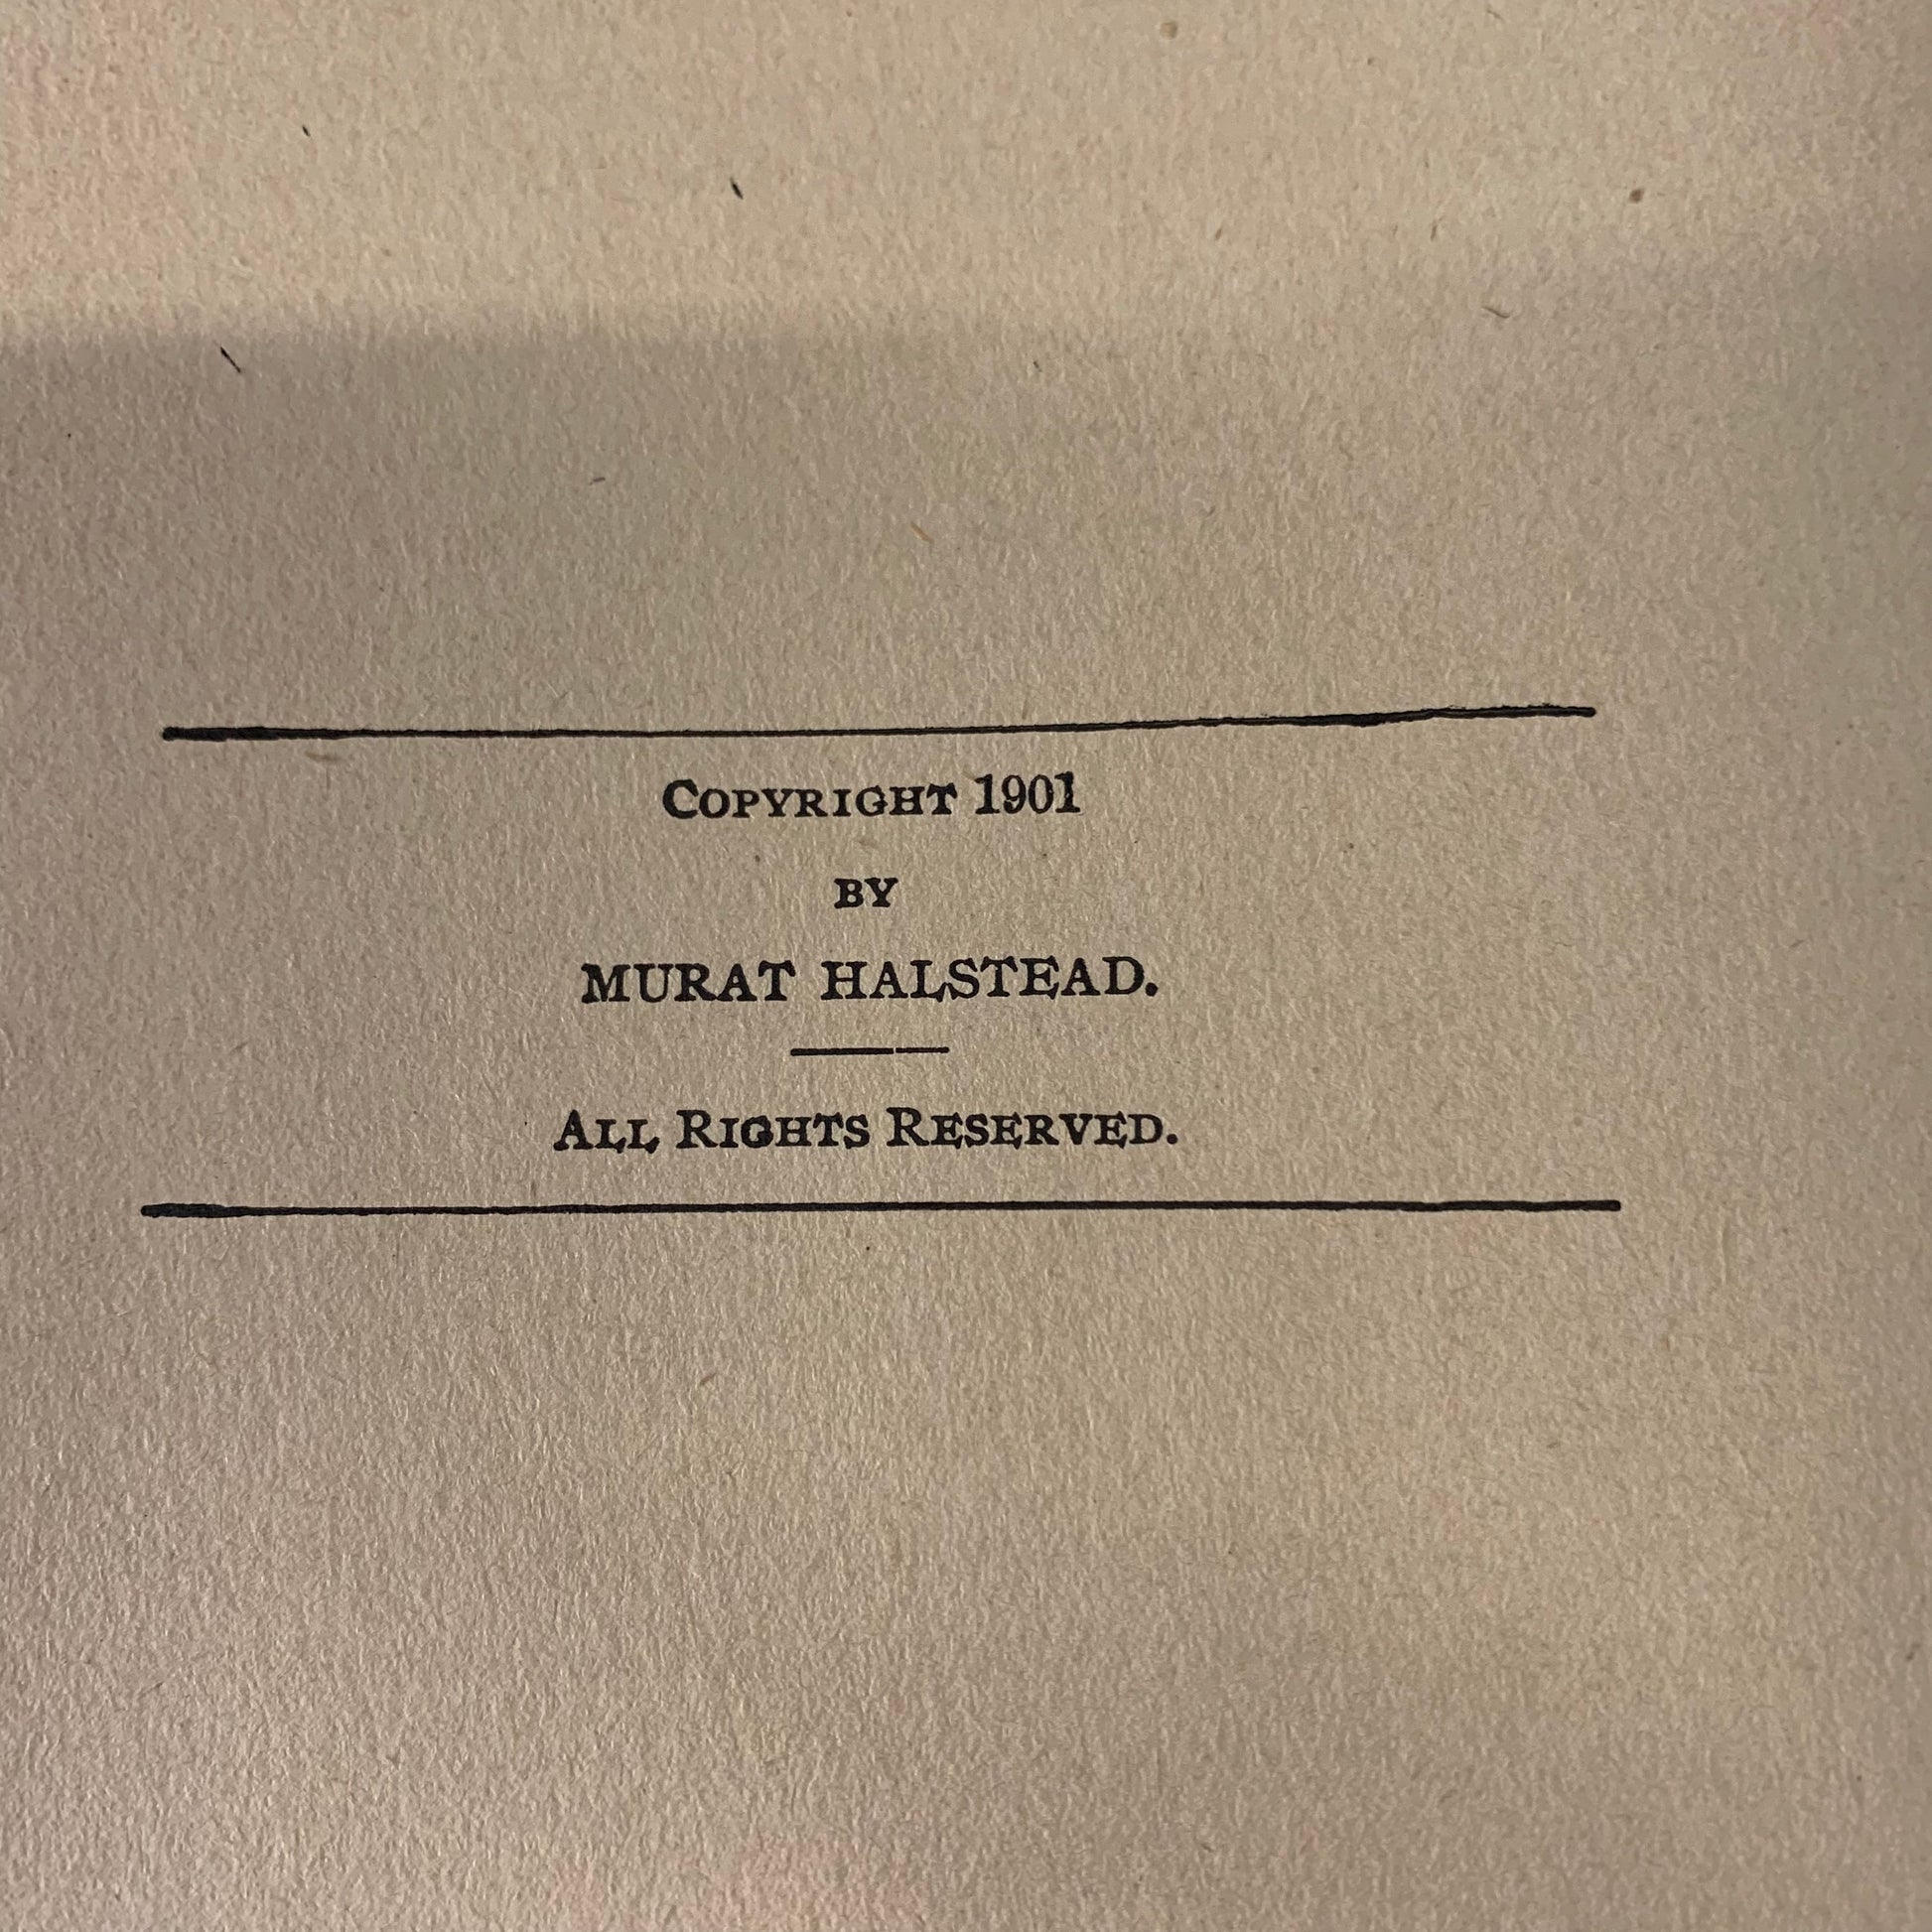 COPYRIGHT 1901
BY
MURAT HALSTEAD.
ALL RIGHTS RESERVED.